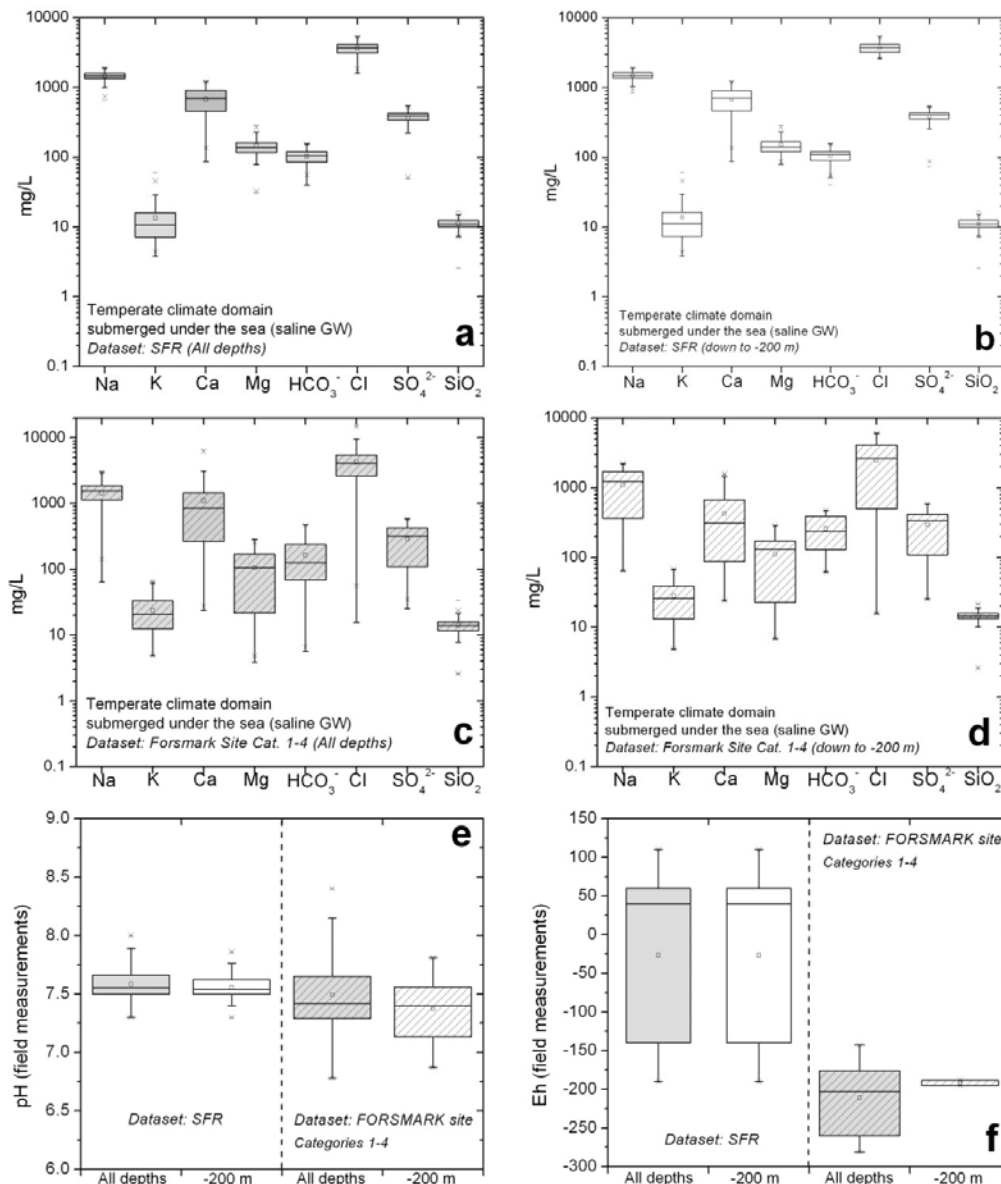 10000
1000
100
10
1
0.1
mg/L
Temperate climate domain
submerged under the sea (saline GW)
Dataset: SFR (All depths)
a
Na K Ca Mg HCO₃⁻ Cl SO₄²⁻ SiO₂
10000
1000
100
10
1
0.1
mg/L
Temperate climate domain
submerged under the sea (saline GW)
Dataset: SFR (down to -200 m)
b
Na K Ca Mg HCO₃⁻ Cl SO₄²⁻ SiO₂
10000
1000
100
10
1
0.1
mg/L
Temperate climate domain
submerged under the sea (saline GW)
Dataset: Forsmark Site Cat. 1-4 (All depths)
c
Na K Ca Mg HCO₃⁻ Cl SO₄²⁻ SiO₂
10000
1000
100
10
1
0.1
mg/L
Temperate climate domain
submerged under the sea (saline GW)
Dataset: Forsmark Site Cat. 1-4 (down to -200 m)
d
Na K Ca Mg HCO₃⁻ Cl SO₄²⁻ SiO₂
9.0
8.5
8.0
7.5
7.0
6.5
6.0
pH (field measurements)
e
Dataset: SFR
Dataset: FORSMARK site
Categories 1-4
All depths -200 m All depths -200 m
150
100
50
0
-50
-100
-150
-200
-250
-300
Eh (field measurements)
Dataset: FORSMARK site
Categories 1-4
Dataset: SFR
f
All depths -200 m All depths -200 m